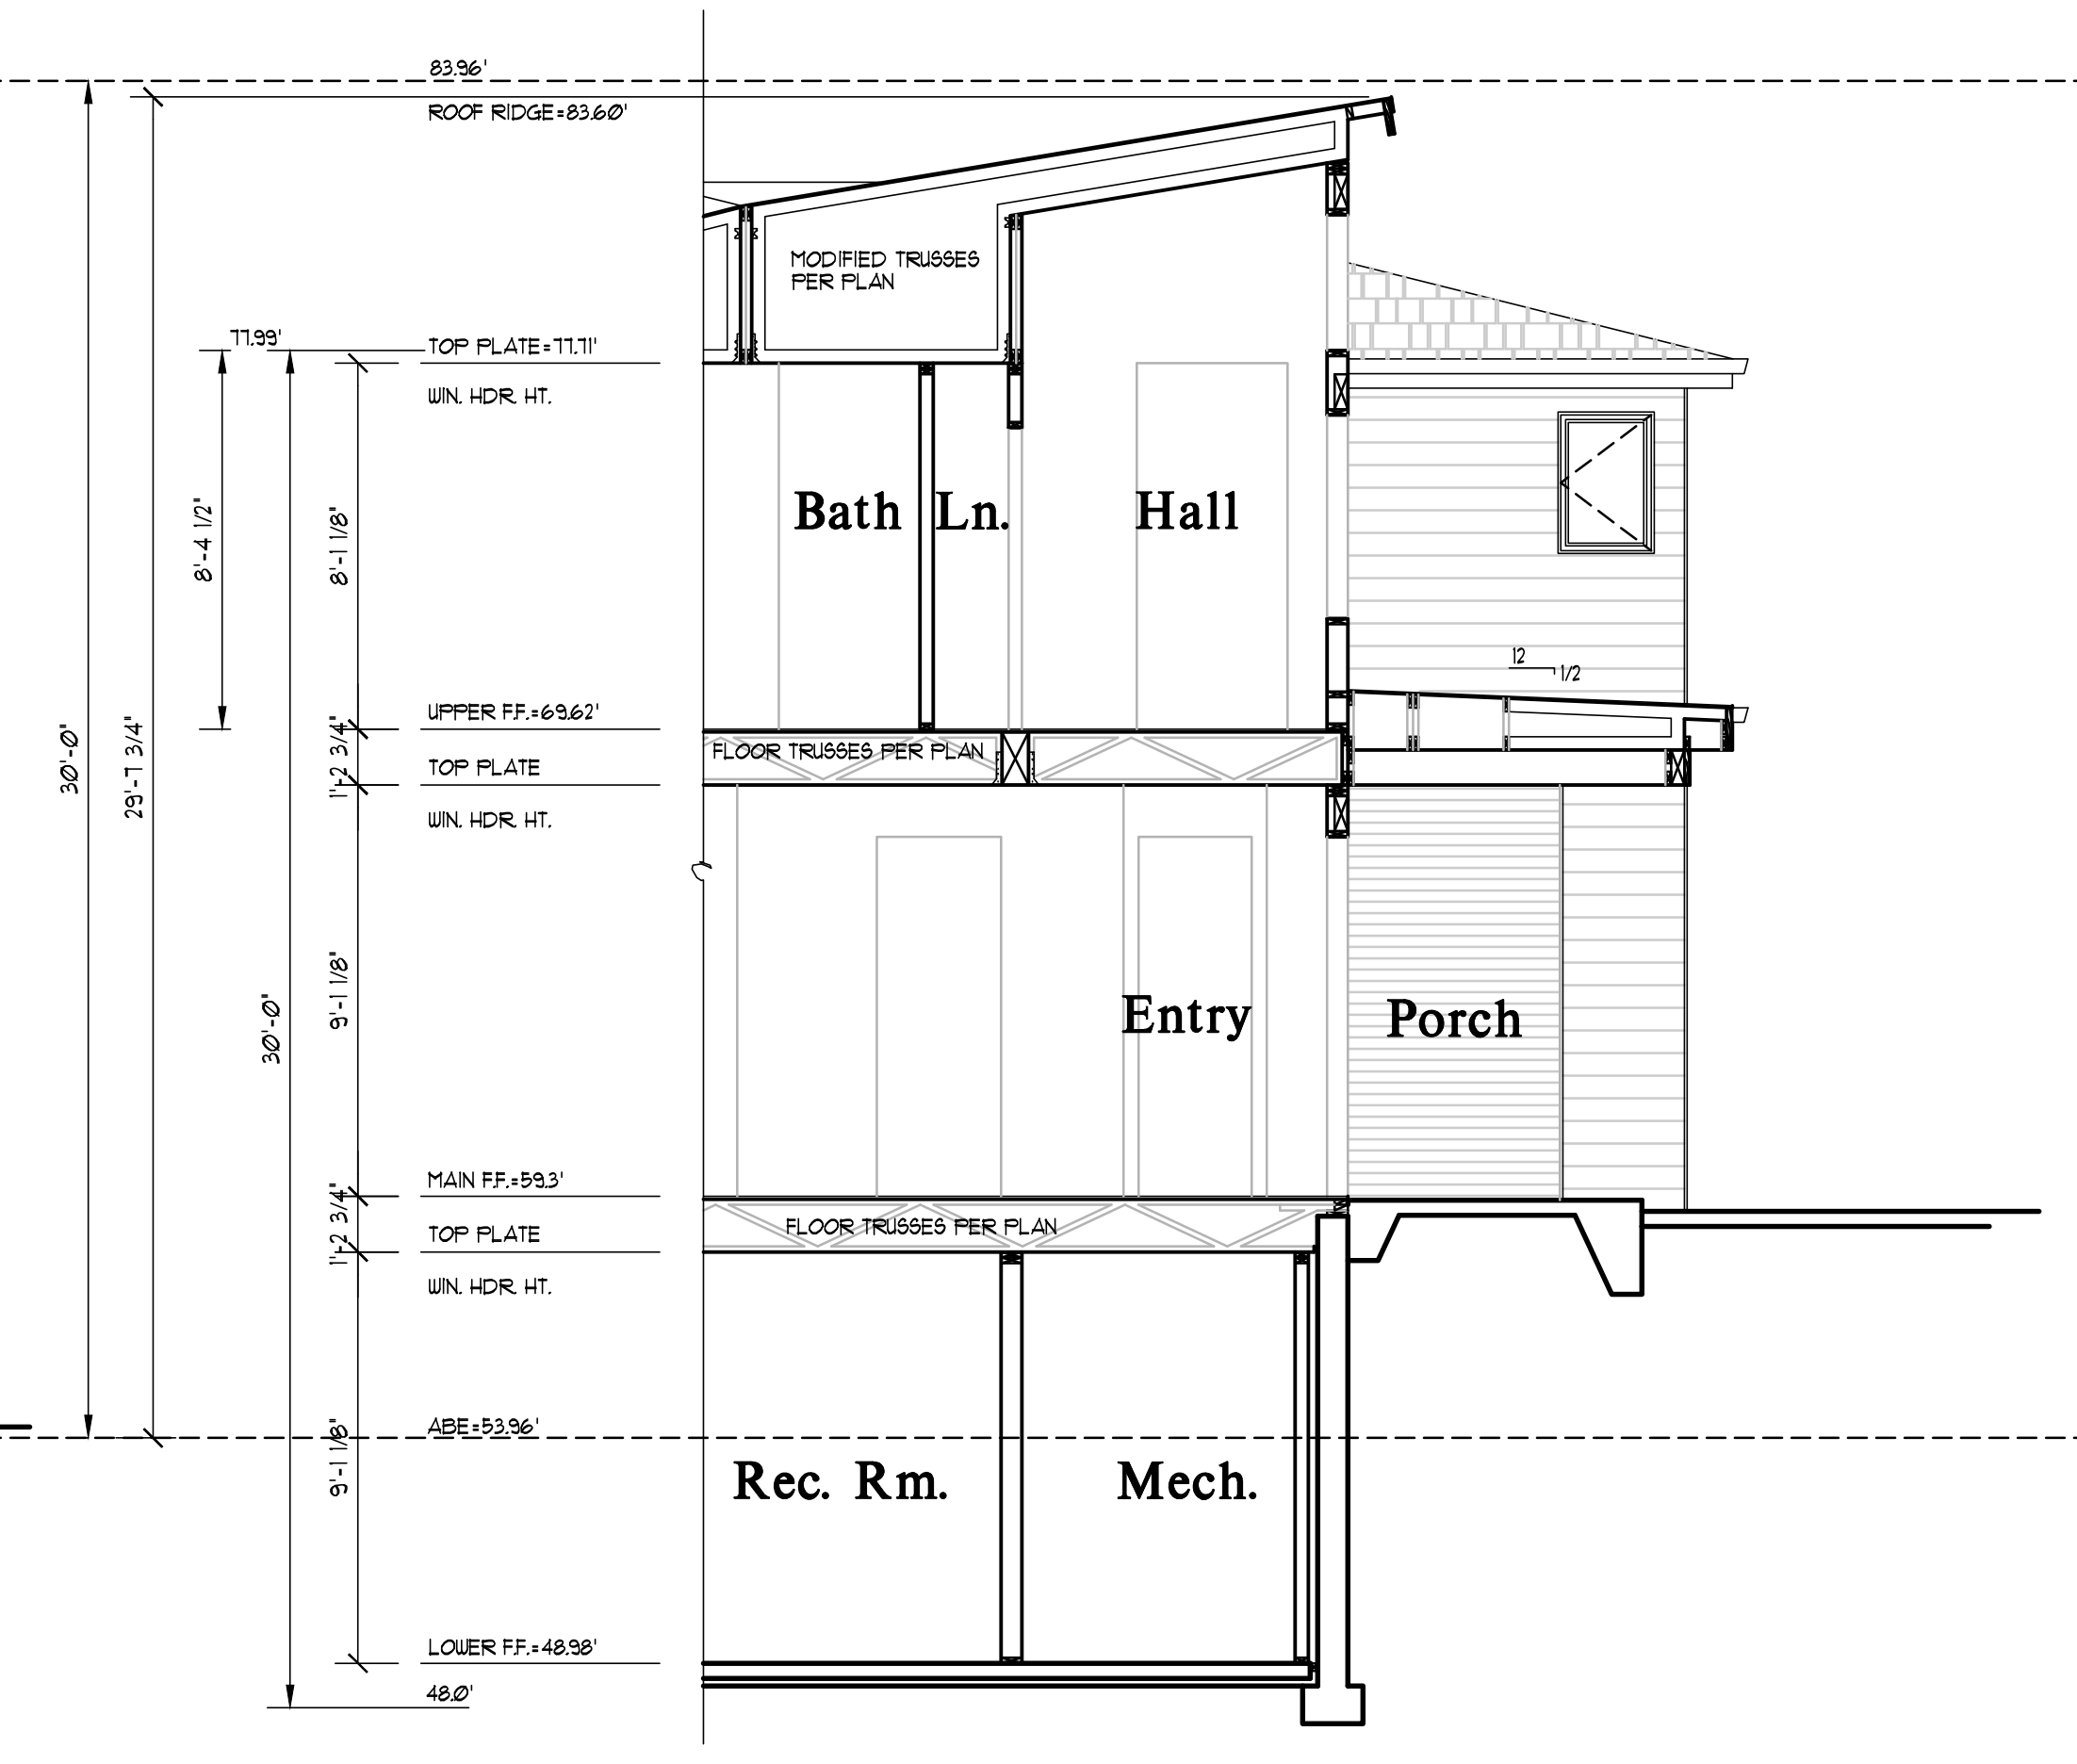 83.96'
ROOF RIDGE=83.60'
MODIFIED TRUSSES
PER PLAN
77.99'
TOP PLATE=77.71'
WIN. HDR. HT.
8'-4 1/2"
8'-1 1/8"
Bath Ln. Hall
12
1/2
UPPER F.F.=69.62'
30'-0"
29'-7 3/4"
1'-2 3/4"
FLOOR TRUSSES PER PLAN
TOP PLATE
WIN. HDR. HT.
9'-1 1/8"
30'-0"
Entry Porch
MAIN F.F.=59.3'
1'-2 3/4"
FLOOR TRUSSES PER PLAN
TOP PLATE
WIN. HDR. HT.
ABE=53.96'
9'-1 1/8"
Rec. Rm. Mech.
LOWER F.F.=48.98'
48.0'